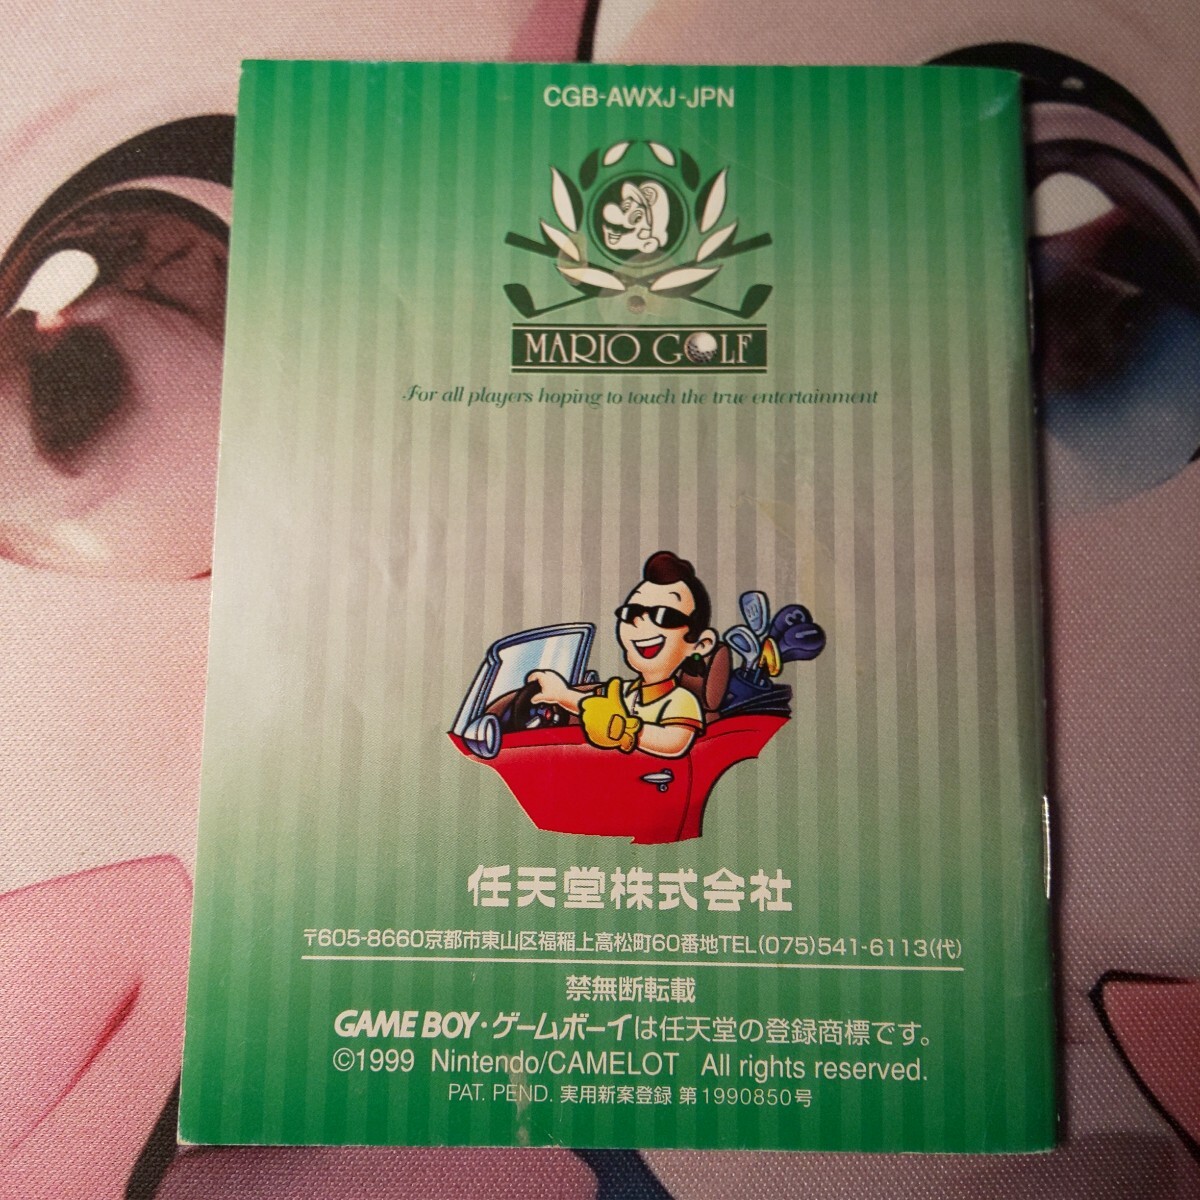 CGB-AWXJ-JPN
MARIO GOLF
For all players hoping to touch the true entertainment
任天堂株式会社
〒605-8660京都市東山区福稲上高松町60番地TEL(075)541-6113(代)
禁無断転載
GAME BOY・ゲームボーイは任天堂の登録商標です。
©1999 Nintendo/CAMELOT All rights reserved.
PAT. PEND. 実用新案登録 第1990850号